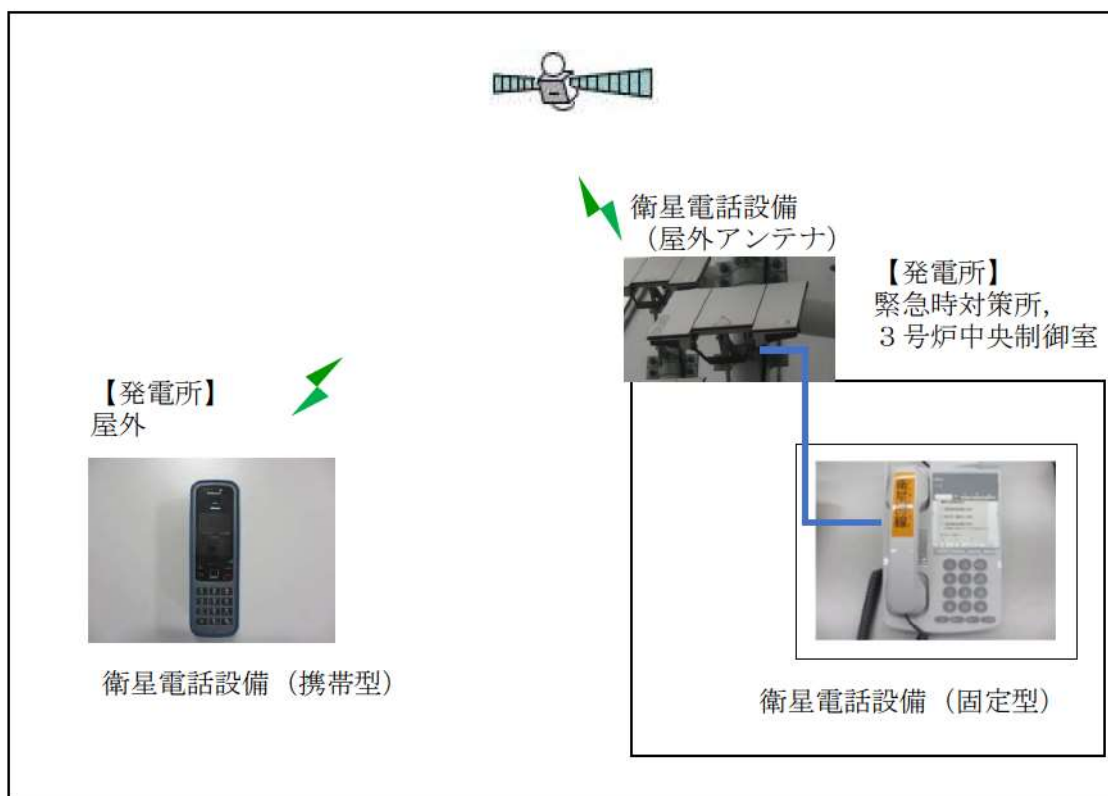 衛星電話設備
（屋外アンテナ）
【発電所】
緊急時対策所，
３号炉中央制御室
【発電所】
屋外
衛星電話設備（携帯型）
衛星電話設備（固定型）